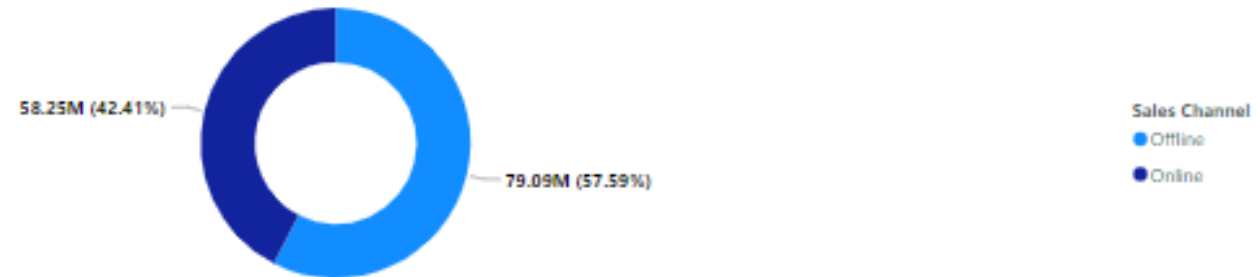 58.25M (42.41%)
79.09M (57.59%)
Sales Channel
Offline
Online